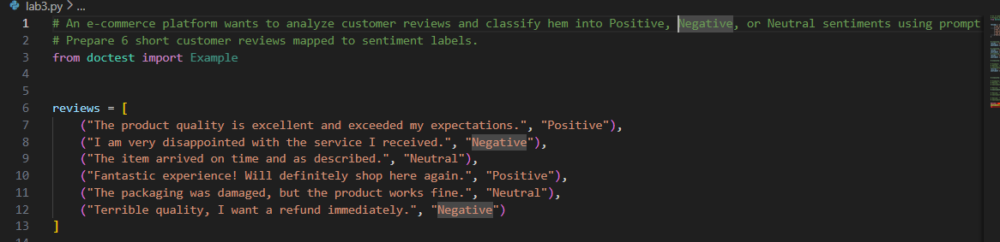 lab3.py > ...
1 # An e-commerce platform wants to analyze customer reviews and classify hem into Positive, Negative, or Neutral sentiments using prompt
2 # Prepare 6 short customer reviews mapped to sentiment labels.
3 from doctest import Example
4
5
6 reviews = [
7     ("The product quality is excellent and exceeded my expectations.", "Positive"),
8     ("I am very disappointed with the service I received.", "Negative"),
9     ("The item arrived on time and as described.", "Neutral"),
10     ("Fantastic experience! Will definitely shop here again.", "Positive"),
11     ("The packaging was damaged, but the product works fine.", "Neutral"),
12     ("Terrible quality, I want a refund immediately.", "Negative")
13 ]